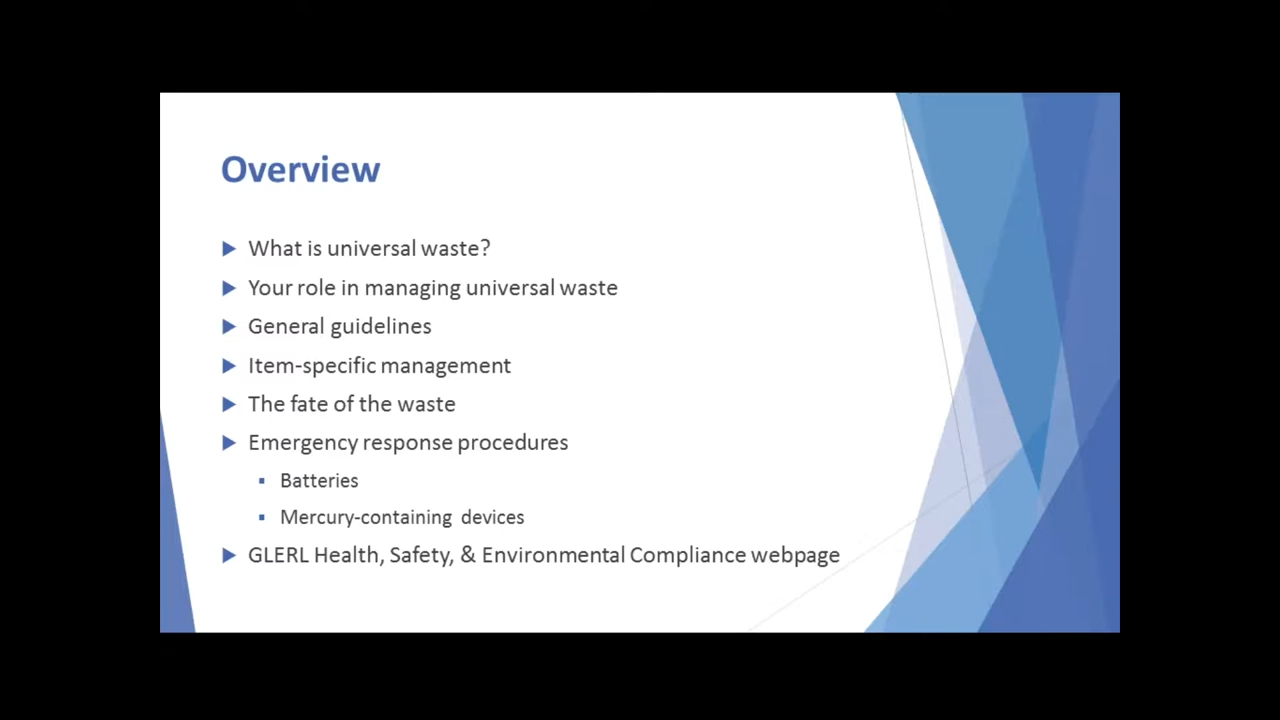 Overview
What is universal waste?
Your role in managing universal waste
General guidelines
Item-specific management
The fate of the waste
Emergency response procedures
Batteries
Mercury-containing devices
GLERL Health, Safety, & Environmental Compliance webpage